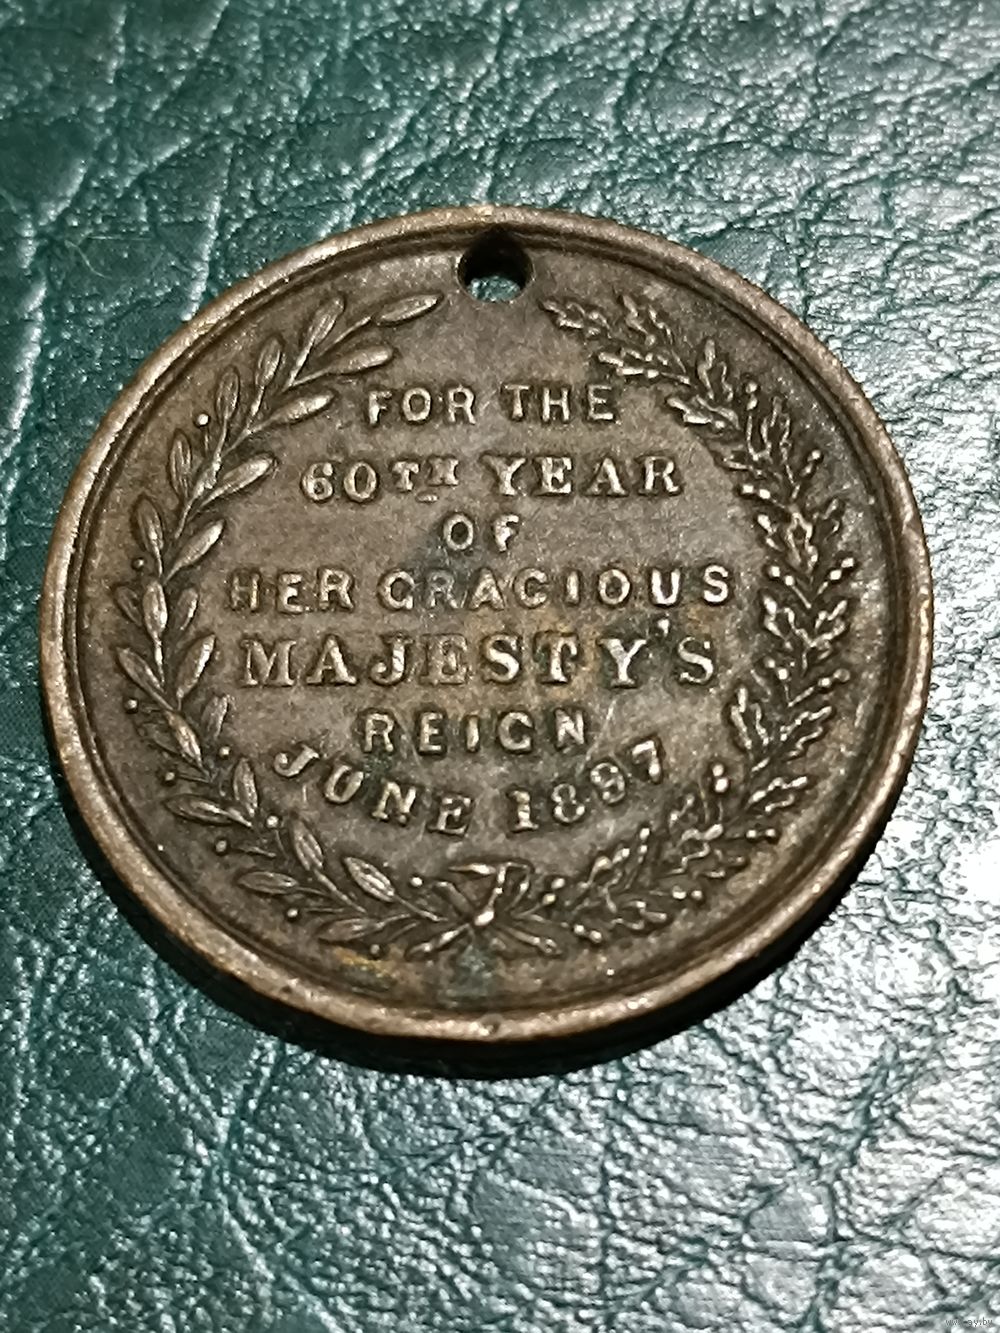 FOR THE
60TH YEAR
OF
HER GRACIOUS
MAJESTY'S
REIGN
JUNE 1897